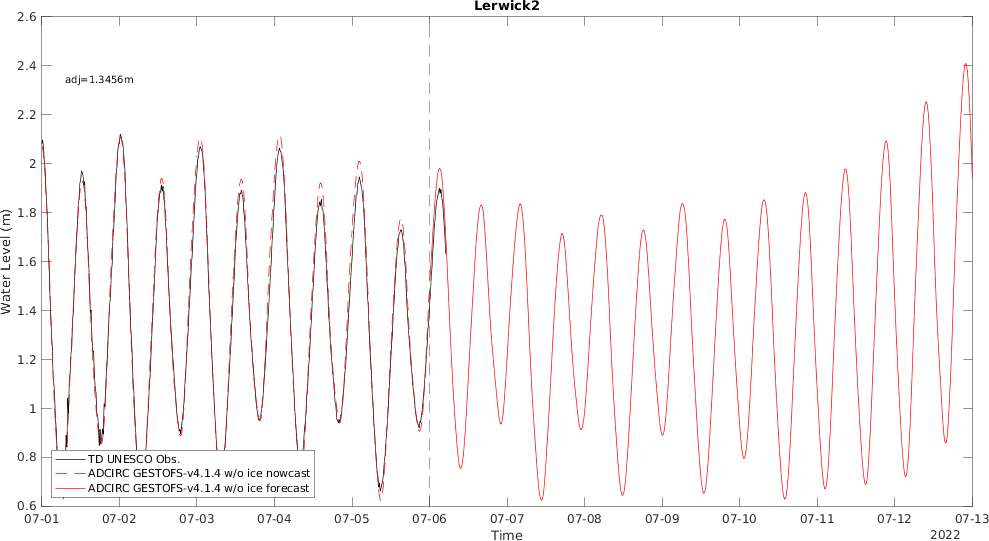 Lerwick2
2.6
2.4
2.2
2
1.8
1.6
1.4
1.2
1
0.8
0.6
Water Level (m)
adj=1.3456m
TD UNESCO Obs.
ADCIRC GESTOFS-v4.1.4 w/o ice nowcast
ADCIRC GESTOFS-v4.1.4 w/o ice forecast
07-01 07-02 07-03 07-04 07-05 07-06 07-07 07-08 07-09 07-10 07-11 07-12 07-13
Time
2022